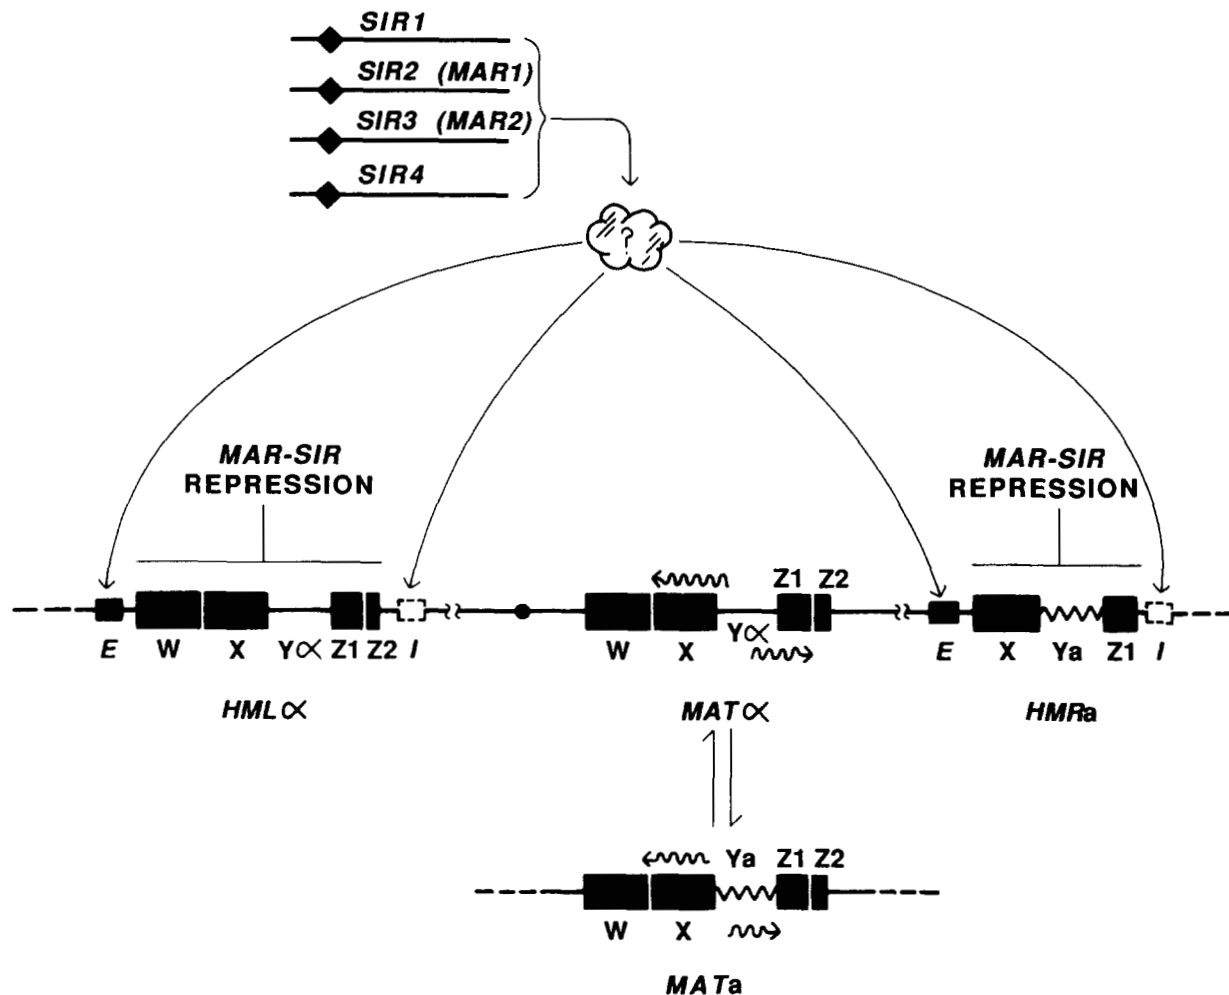 SIR1
SIR2 (MAR1)
SIR3 (MAR2)
SIR4
?
MAR-SIR
REPRESSION
MAR-SIR
REPRESSION
Z1 Z2
E W X Yα Z1 Z2 I
W X Yα
E X Ya Z1 I
HMLα
MATα
HMRa
Ya Z1 Z2
W X
MATa